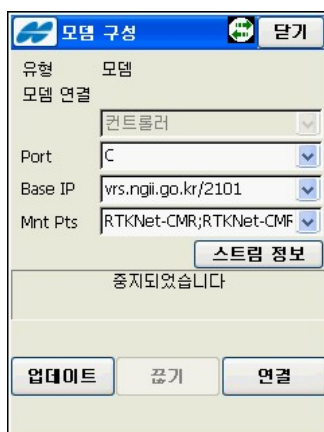 모뎀 구성 닫기
유형 모뎀
모뎀 연결
컨트롤러
Port C
Base IP vrs.ngii.go.kr/2101
Mnt Pts RTKNet-CMR;RTKNet-CMF
스트림 정보
중지되었습니다
업데이트 끊기 연결